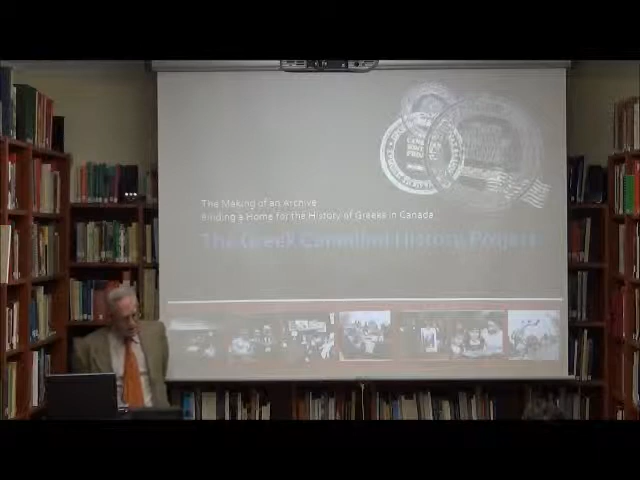 The Making of an Archive
Finding a Home for the History of Greeks in Canada
The Greek Canadian History Project